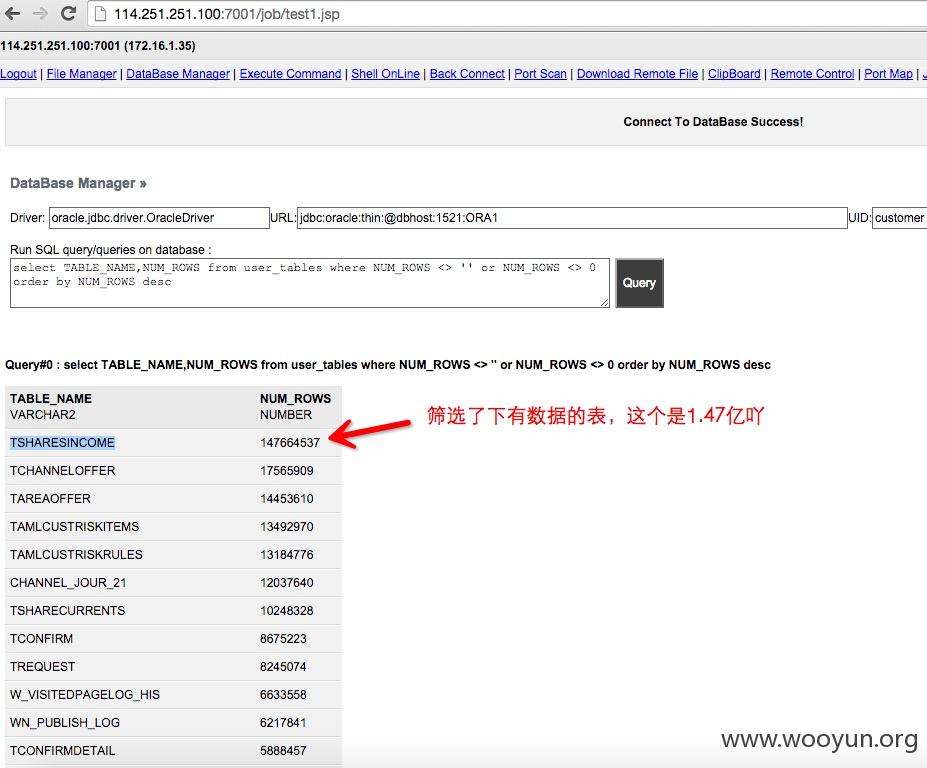 114.251.251.100:7001/job/test1.jsp
114.251.251.100:7001 (172.16.1.35)
Logout | File Manager | DataBase Manager | Execute Command | Shell OnLine | Back Connect | Port Scan | Download Remote File | ClipBoard | Remote Control | Port Map |
Connect To DataBase Success!
DataBase Manager »
Driver: oracle.jdbc.driver.OracleDriver URL: jdbc:oracle:thin:@dbhost:1521:ORA1 UID: customer
Run SQL query/queries on database :
select TABLE_NAME,NUM_ROWS from user_tables where NUM_ROWS <> '' or NUM_ROWS <> 0
order by NUM_ROWS desc
Query
Query#0 : select TABLE_NAME,NUM_ROWS from user_tables where NUM_ROWS <> '' or NUM_ROWS <> 0 order by NUM_ROWS desc
TABLE_NAME NUM_ROWS
VARCHAR2 NUMBER
筛选了下有数据的表，这个是1.47亿吖
TSHARESINCOME 147664537
TCHANNELOFFER 17565909
TAREAOFFER 14453610
TAMLCUSTRISKITEMS 13492970
TAMLCUSTRISKRULES 13184776
CHANNEL_JOUR_21 12037640
TSHARECURRENTS 10248328
TCONFIRM 8675223
TREQUEST 8245074
W_VISITEDPAGELOG_HIS 6633558
WN_PUBLISH_LOG 6217841
TCONFIRMDETAIL 5888457
www.wooyun.org